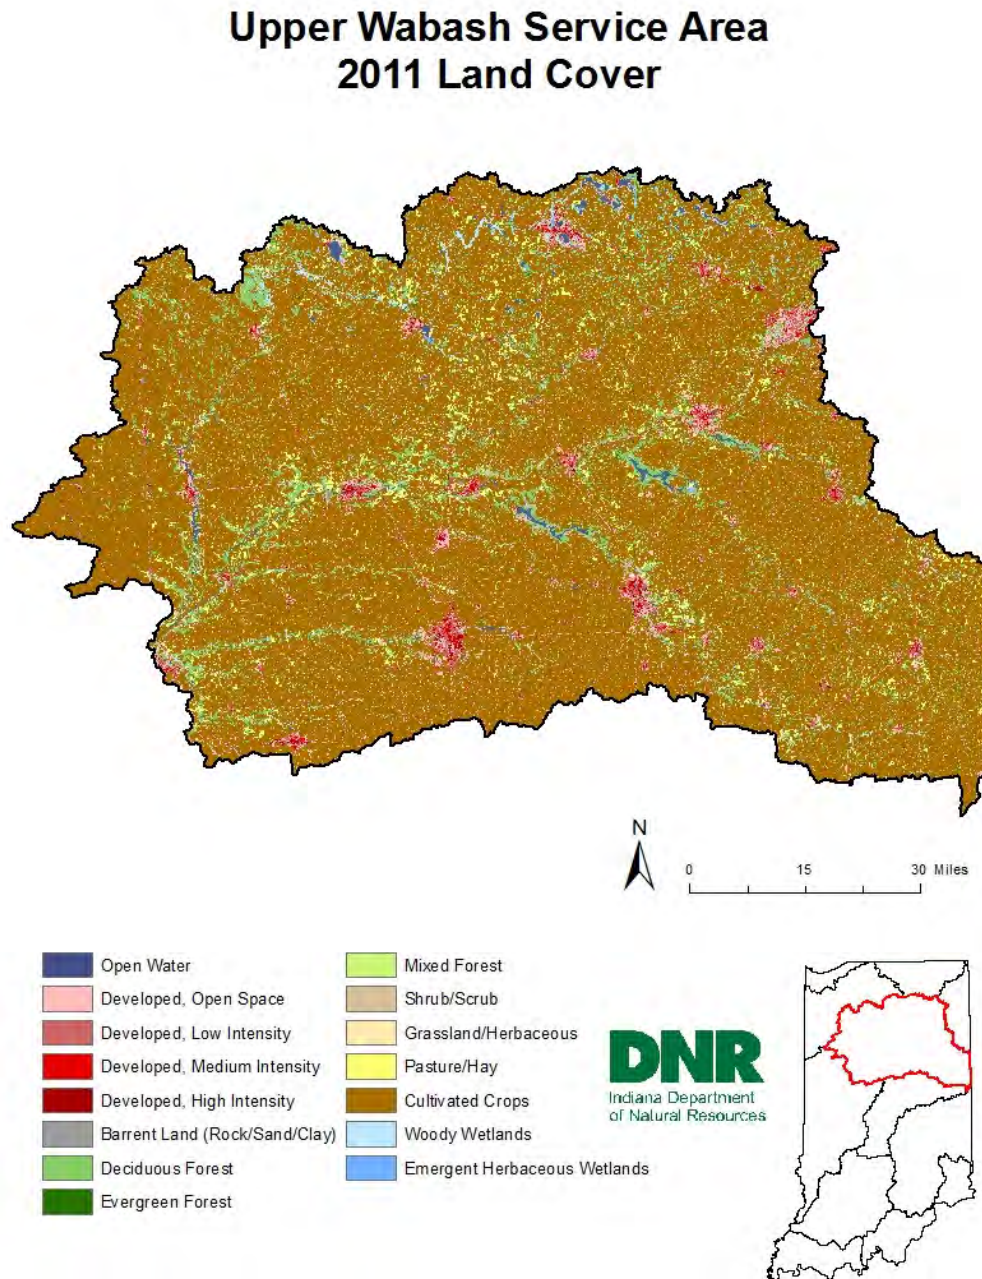 Upper Wabash Service Area
2011 Land Cover
N
0 15 30 Miles
Open Water
Developed, Open Space
Developed, Low Intensity
Developed, Medium Intensity
Developed, High Intensity
Barrent Land (Rock/Sand/Clay)
Deciduous Forest
Evergreen Forest
Mixed Forest
Shrub/Scrub
Grassland/Herbaceous
Pasture/Hay
Cultivated Crops
Woody Wetlands
Emergent Herbaceous Wetlands
DNR
Indiana Department
of Natural Resources